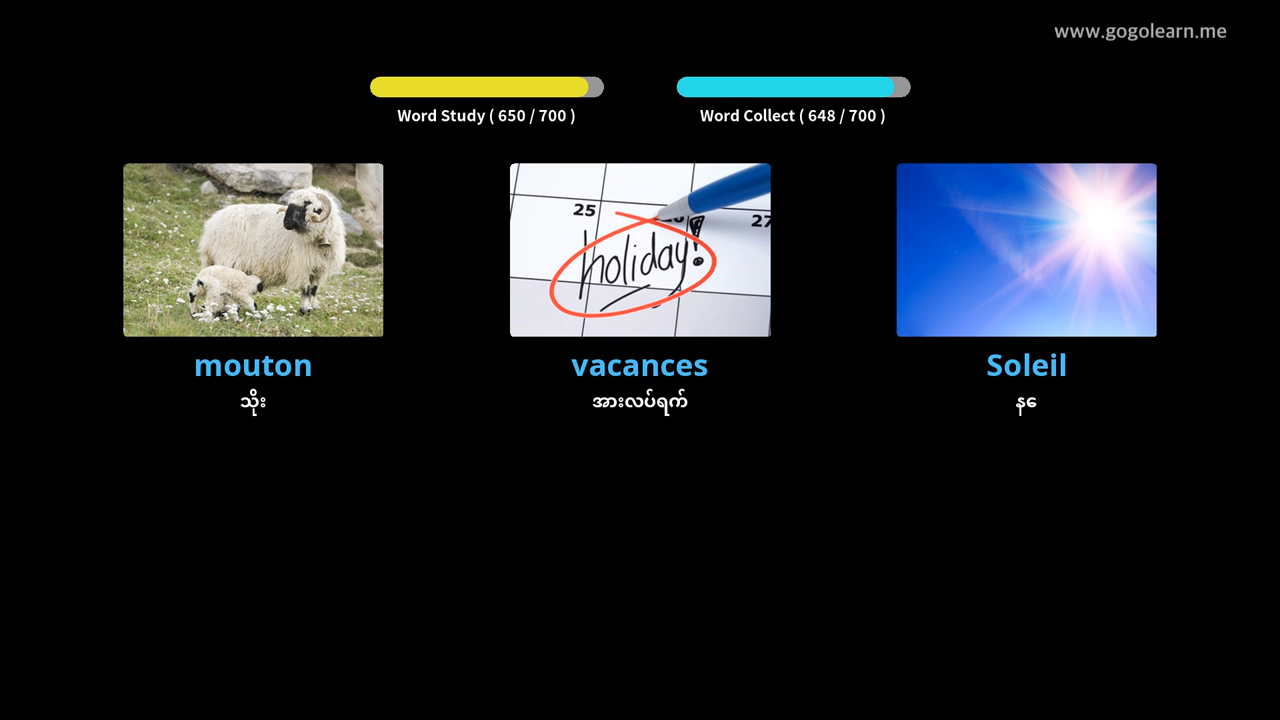 www.gogolearn.me
Word Study ( 650 / 700 )
Word Collect ( 648 / 700 )
25
27
holiday!
mouton
vacances
Soleil
သိုး
အားလပ်ရက်
နေ